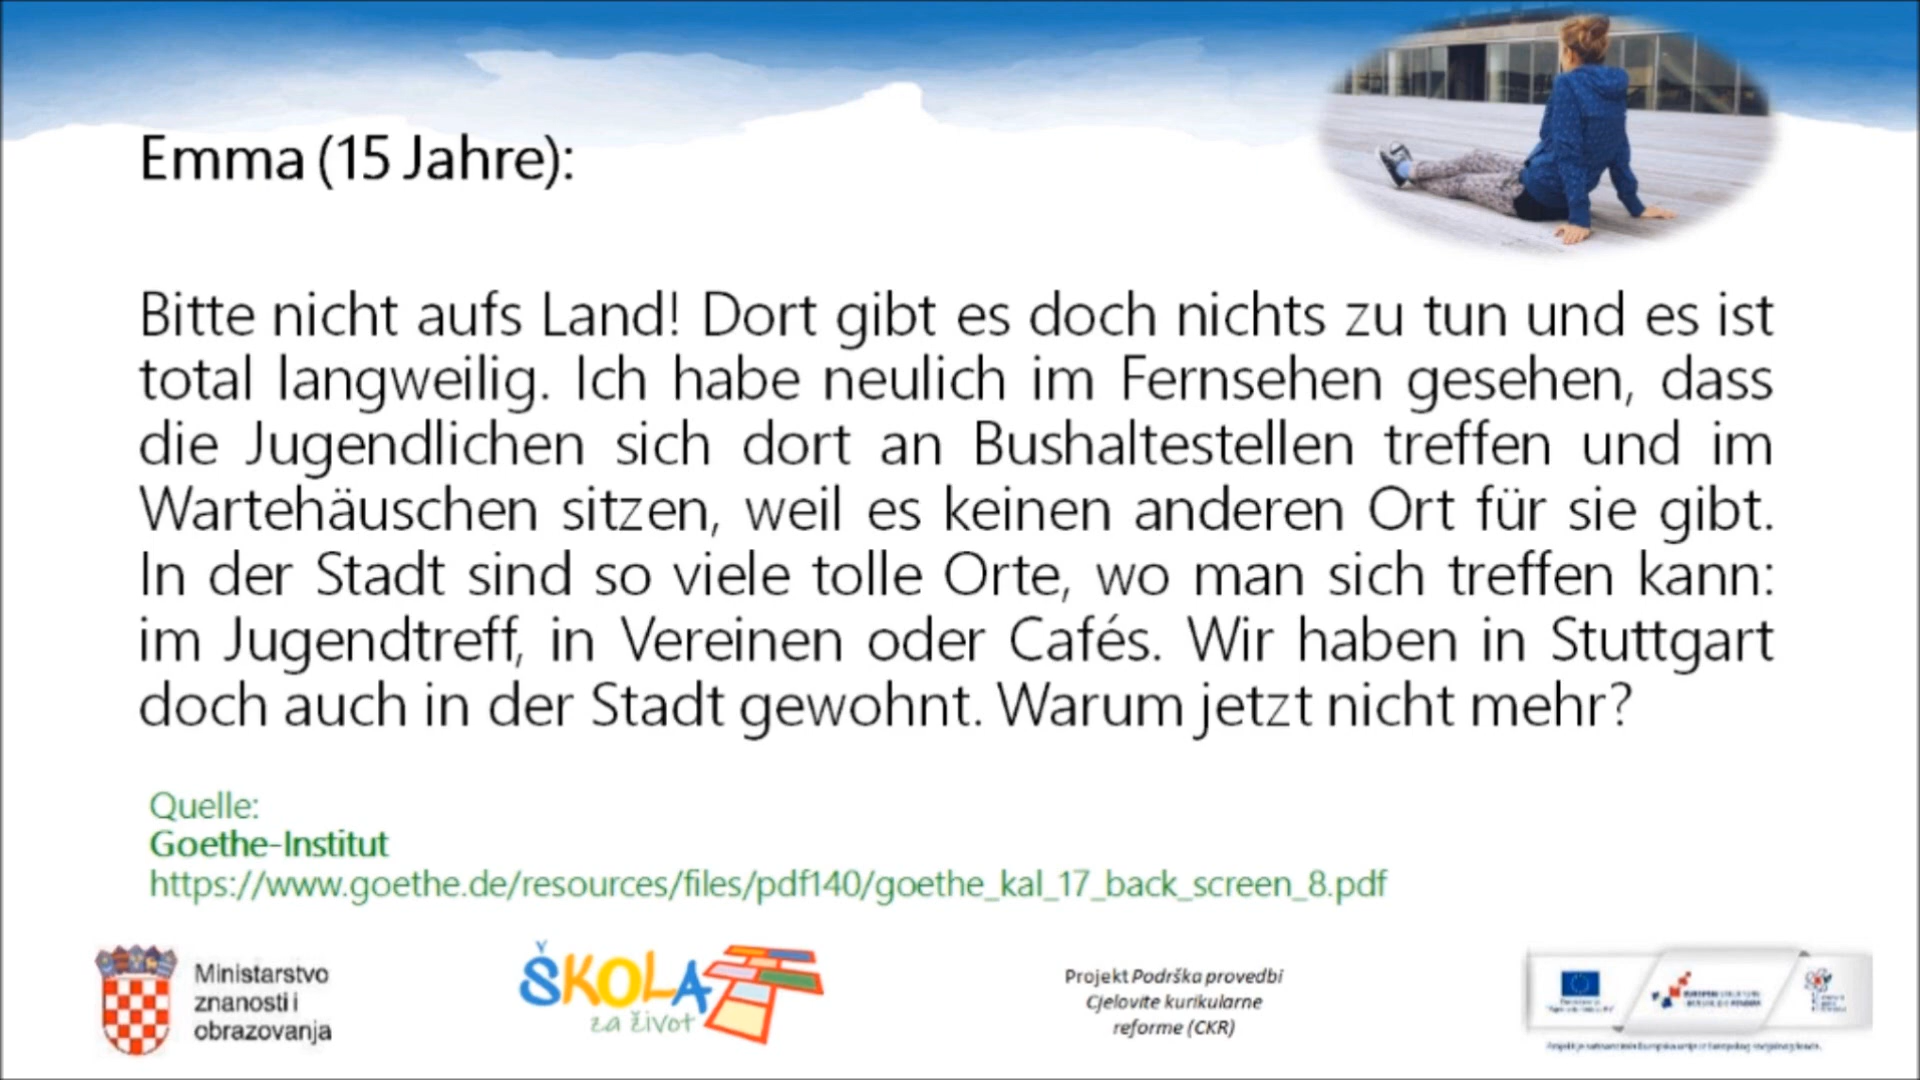 Emma (15 Jahre):
Bitte nicht aufs Land! Dort gibt es doch nichts zu tun und es ist
total langweilig. Ich habe neulich im Fernsehen gesehen, dass
die Jugendlichen sich dort an Bushaltestellen treffen und im
Wartehäuschen sitzen, weil es keinen anderen Ort für sie gibt.
In der Stadt sind so viele tolle Orte, wo man sich treffen kann:
im Jugendtreff, in Vereinen oder Cafés. Wir haben in Stuttgart
doch auch in der Stadt gewohnt. Warum jetzt nicht mehr?
Quelle:
Goethe-Institut
https://www.goethe.de/resources/files/pdf140/goethe_kal_17_back_screen_8.pdf
Ministarstvo
znanosti i
obrazovanja
ŠKOLA
za život
Projekt Podrška provedbi
Cjelovite kurikularne
reforme (CKR)